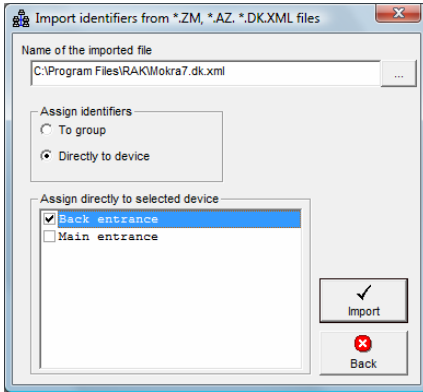 Import identifiers from *.ZM, *.AZ. *.DK.XML files
Name of the imported file
C:\Program Files\RAK\Mokra7.dk.xml
...
Assign identifiers
To group
Directly to device
Assign directly to selected device
Back entrance
Main entrance
Import
Back